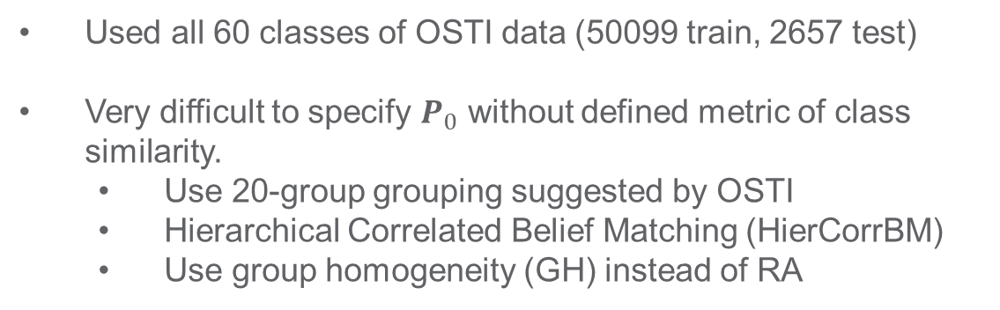 • Used all 60 classes of OSTI data (50099 train, 2657 test)
• Very difficult to specify P₀ without defined metric of class
similarity.
• Use 20-group grouping suggested by OSTI
• Hierarchical Correlated Belief Matching (HierCorrBM)
• Use group homogeneity (GH) instead of RA